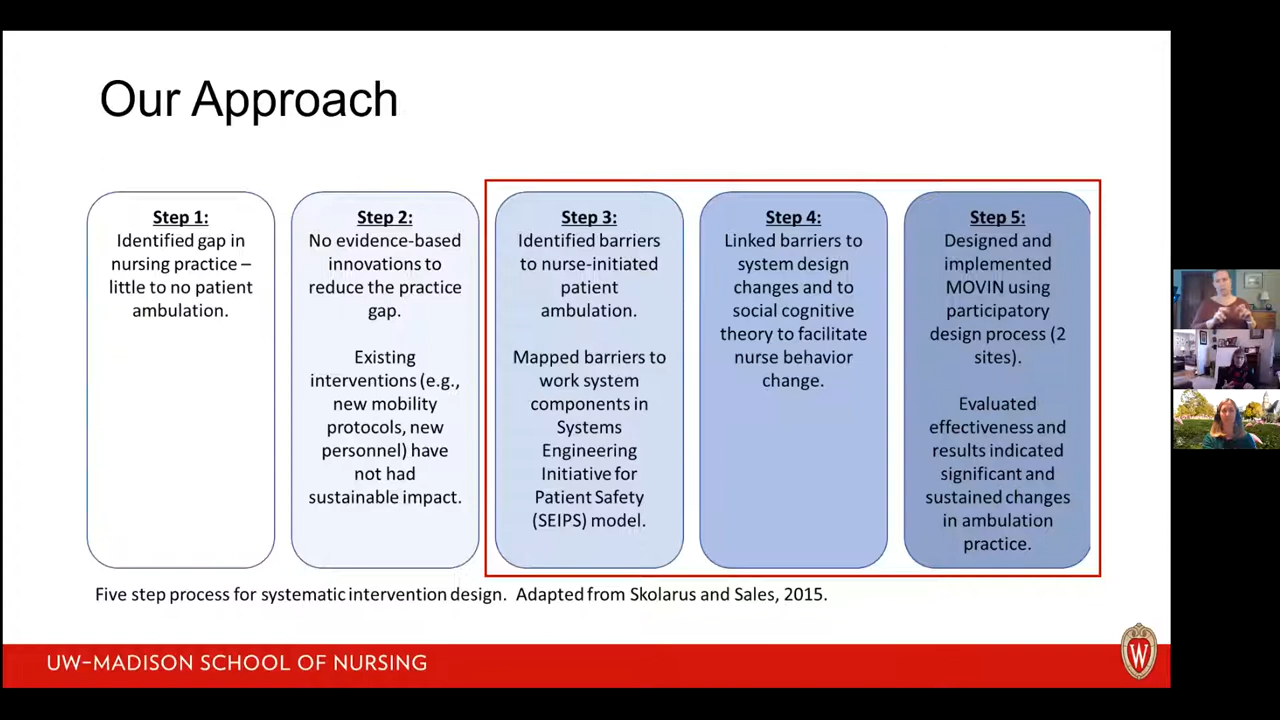 Our Approach
Step 1:
Identified gap in
nursing practice –
little to no patient
ambulation.
Step 2:
No evidence-based
innovations to
reduce the practice
gap.
Existing
interventions (e.g.,
new mobility
protocols, new
personnel) have
not had
sustainable impact.
Step 3:
Identified barriers
to nurse-initiated
patient
ambulation.
Mapped barriers to
work system
components in
Systems
Engineering
Initiative for
Patient Safety
(SEIPS) model.
Step 4:
Linked barriers to
system design
changes and to
social cognitive
theory to facilitate
nurse behavior
change.
Step 5:
Designed and
implemented
MOVIN using
participatory
design process (2
sites).
Evaluated
effectiveness and
results indicated
significant and
sustained changes
in ambulation
practice.
Five step process for systematic intervention design. Adapted from Skolarus and Sales, 2015.
UW–MADISON SCHOOL OF NURSING
W